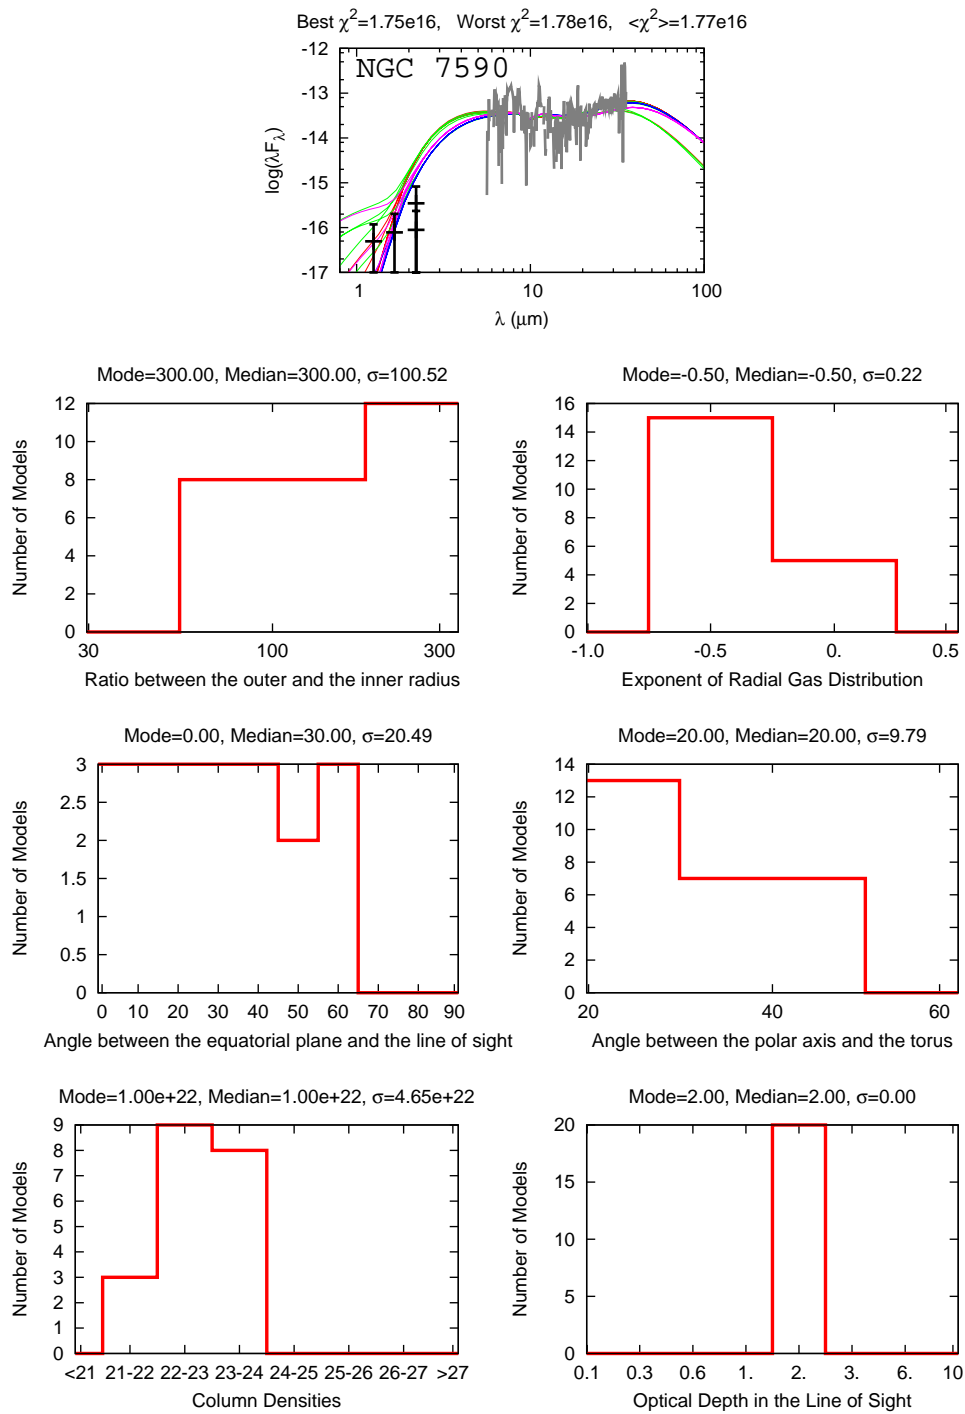 Best χ²=1.75e16, Worst χ²=1.78e16, <χ²>=1.77e16
NGC 7590
-12
-13
-14
-15
-16
-17
log(λFλ)
1 10 100
λ (μm)
Mode=300.00, Median=300.00, σ=100.52
Number of Models
12
10
8
6
4
2
0
30 100 300
Ratio between the outer and the inner radius
Mode=-0.50, Median=-0.50, σ=0.22
Number of Models
16
14
12
10
8
6
4
2
0
-1.0 -0.5 0. 0.5
Exponent of Radial Gas Distribution
Mode=0.00, Median=30.00, σ=20.49
Number of Models
3
2.5
2
1.5
1
0.5
0
0 10 20 30 40 50 60 70 80 90
Angle between the equatorial plane and the line of sight
Mode=20.00, Median=20.00, σ=9.79
Number of Models
14
12
10
8
6
4
2
0
20 40 60
Angle between the polar axis and the torus
Mode=1.00e+22, Median=1.00e+22, σ=4.65e+22
Number of Models
9
8
7
6
5
4
3
2
1
0
<21 21-22 22-23 23-24 24-25 25-26 26-27 >27
Column Densities
Mode=2.00, Median=2.00, σ=0.00
Number of Models
20
15
10
5
0
0.1 0.3 0.6 1. 2. 3. 6. 10
Optical Depth in the Line of Sight